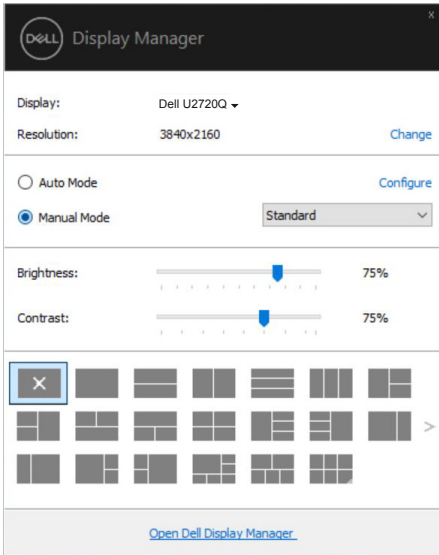 x
DELL Display Manager
Display: Dell U2720Q
Resolution: 3840x2160 Change
Auto Mode Configure
Manual Mode Standard
Brightness: 75%
Contrast: 75%
>
Open Dell Display Manager